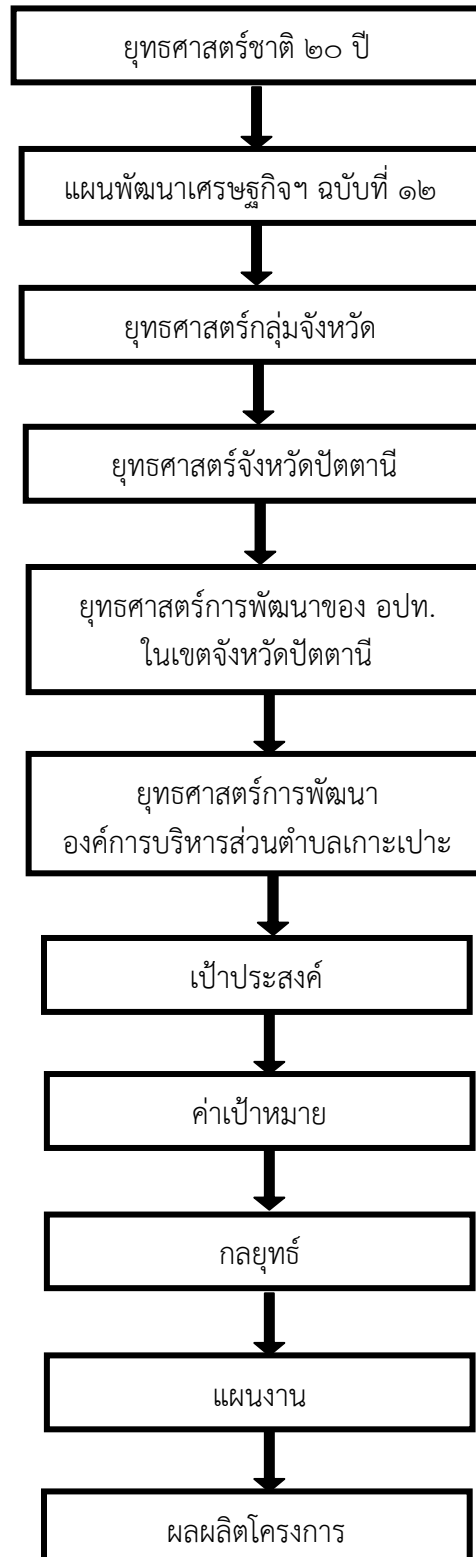 ยุทธศาสตร์ชาติ ๒๐ ปี
แผนพัฒนาเศรษฐกิจฯ ฉบับที่ ๑๒
ยุทธศาสตร์กลุ่มจังหวัด
ยุทธศาสตร์จังหวัดปัตตานี
ยุทธศาสตร์การพัฒนาของ อปท.
ในเขตจังหวัดปัตตานี
ยุทธศาสตร์การพัฒนา
องค์การบริหารส่วนตำบลเกาะเปาะ
เป้าประสงค์
ค่าเป้าหมาย
กลยุทธ์
แผนงาน
ผลผลิตโครงการ